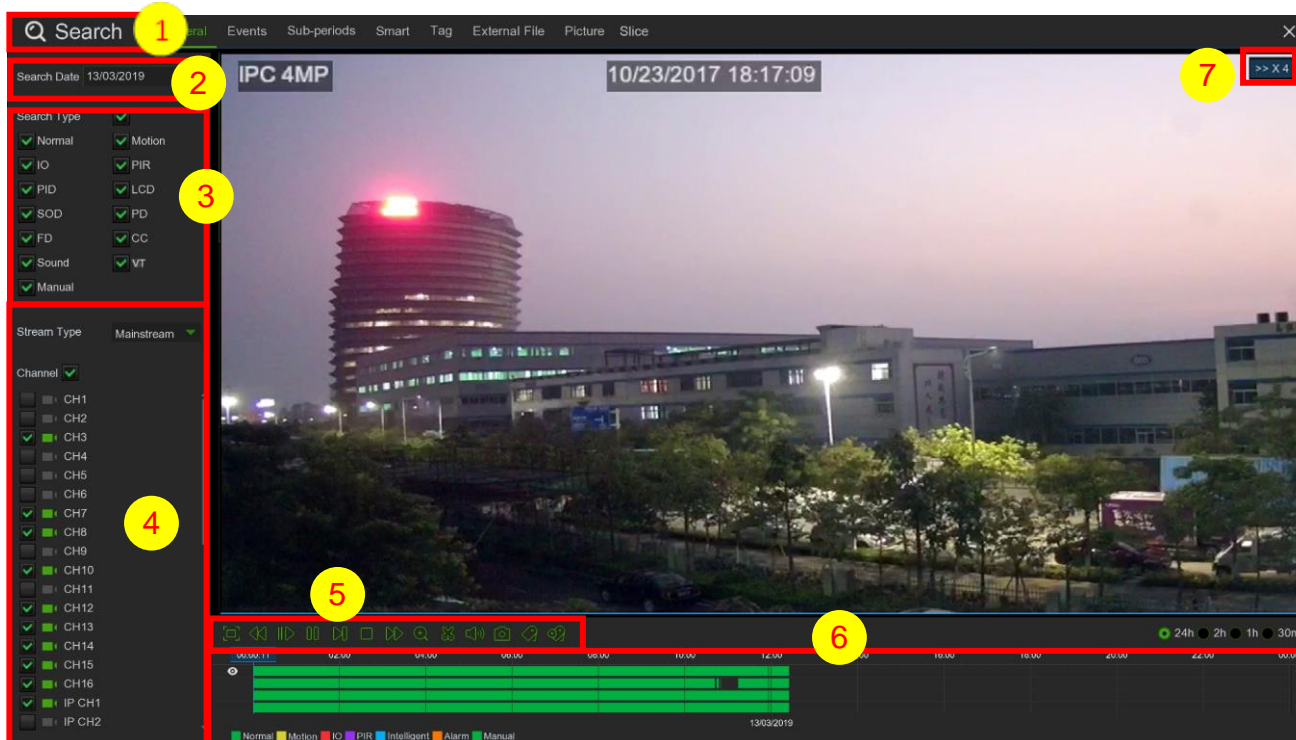 Search 1 eral Events Sub-periods Smart Tag External File Picture Slice
Search Date 13/03/2019 2
IPC 4MP 10/23/2017 18:17:09
7 >> X 4
Search Type
Normal Motion
IO PIR
PID LCD
3
SOD PD
FD CC
Sound VT
Manual
Stream Type Mainstream
Channel
CH1
CH2
CH3
CH4
CH5
CH6
CH7
CH8
4
CH9
CH10
CH11
CH12
CH13
CH14
CH15
CH16
IP CH1
IP CH2
5
6
24h 2h 1h 30m
00:00:11 02:00 04:00 06:00 08:00 10:00 12:00 14:00 16:00 18:00 20:00 22:00 00:0
13/03/2019
Normal Motion IO PIR Intelligent Alarm Manual